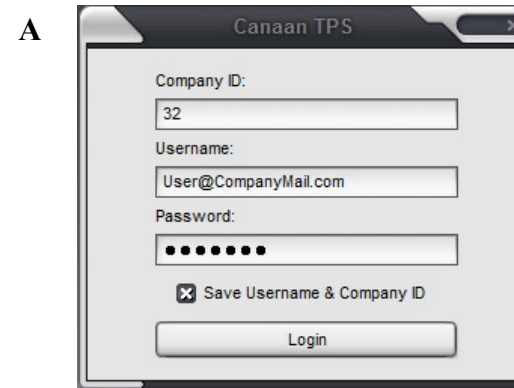 A
Canaan TPS
Company ID:
32
Username:
User@CompanyMail.com
Password:
●●●●●●●
Save Username & Company ID
Login